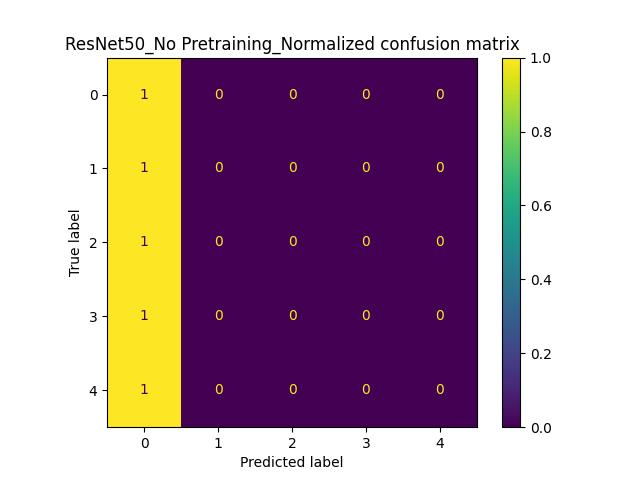 ResNet50_No Pretraining_Normalized confusion matrix
1.0
0 1 0 0 0 0
0.8
1 1 0 0 0 0
0.6
True label
2 1 0 0 0 0
0.4
3 1 0 0 0 0
0.2
4 1 0 0 0 0
0.0
0 1 2 3 4
Predicted label